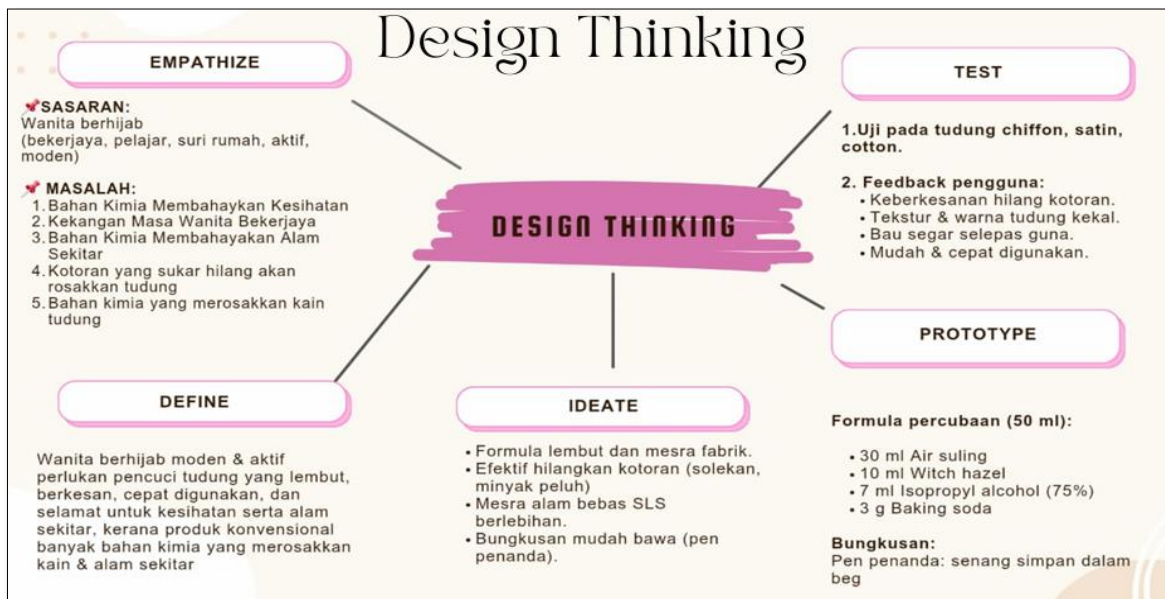 Design Thinking
EMPATHIZE
SASARAN:
Wanita berhijab
(bekerjaya, pelajar, suri rumah, aktif,
moden)
MASALAH:
1. Bahan Kimia Membahaykan Kesihatan
2. Kekangan Masa Wanita Bekerjaya
3. Bahan Kimia Membahayakan Alam
Sekitar
4. Kotoran yang sukar hilang akan
rosakkan tudung
5. Bahan kimia yang merosakkan kain
tudung
DESIGN THINKING
DEFINE
Wanita berhijab moden & aktif
perlukan pencuci tudung yang lembut,
berkesan, cepat digunakan, dan
selamat untuk kesihatan serta alam
sekitar, kerana produk konvensional
banyak bahan kimia yang merosakkan
kain & alam sekitar
IDEATE
• Formula lembut dan mesra fabrik.
• Efektif hilangkan kotoran (solekan,
minyak peluh)
• Mesra alam bebas SLS
berlebihan.
• Bungkusan mudah bawa (pen
penanda).
TEST
1.Uji pada tudung chiffon, satin,
cotton.
2. Feedback pengguna:
• Keberkesanan hilang kotoran.
• Tekstur & warna tudung kekal.
• Bau segar selepas guna.
• Mudah & cepat digunakan.
PROTOTYPE
Formula percubaan (50 ml):
• 30 ml Air suling
• 10 ml Witch hazel
• 7 ml Isopropyl alcohol (75%)
• 3 g Baking soda
Bungkusan:
Pen penanda: senang simpan dalam
beg